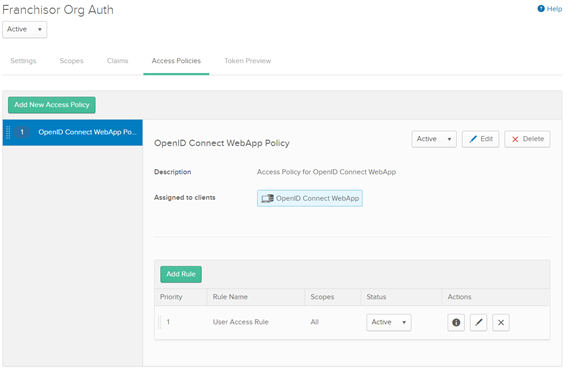 Franchisor Org Auth
? Help
Active
Settings Scopes Claims Access Policies Token Preview
Add New Access Policy
1 OpenID Connect WebApp Po...
OpenID Connect WebApp Policy
Active Edit Delete
Description Access Policy for OpenID Connect WebApp
Assigned to clients OpenID Connect WebApp
Add Rule
Priority Rule Name Scopes Status Actions
1 User Access Rule All Active